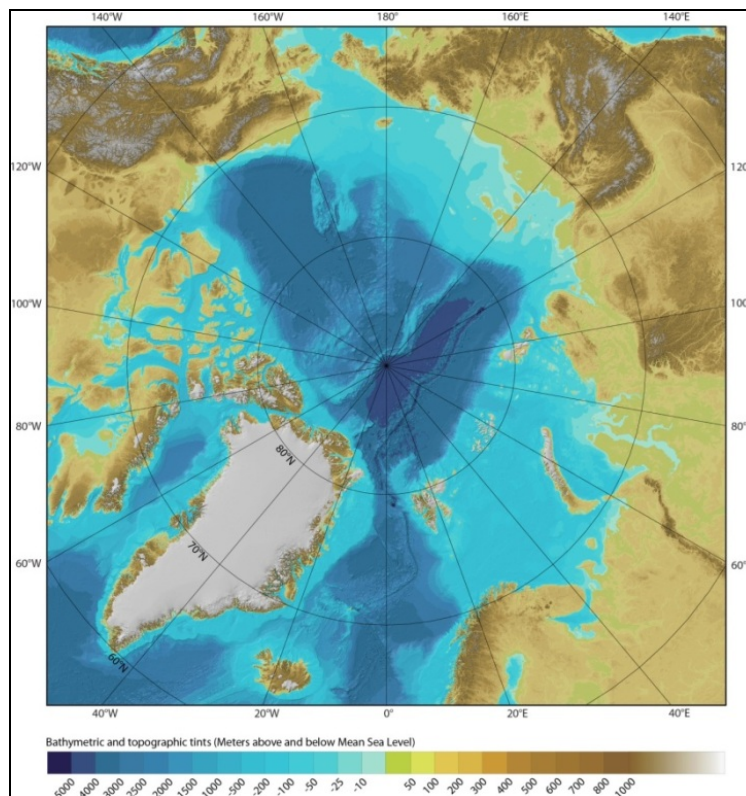 140°W 160°W 180° 160°E 140°E
120°W 120
100°W 100
80°W 80°
60°W 60°
80°N
70°N
60°N
40°W 20°W 0° 20°E 40°E
Bathymetric and topographic tints (Meters above and below Mean Sea Level)
5000 4000 3000 2500 2000 1500 1000 -500 -200 -100 -50 -25 -10 50 100 200 300 400 500 600 700 800 1000